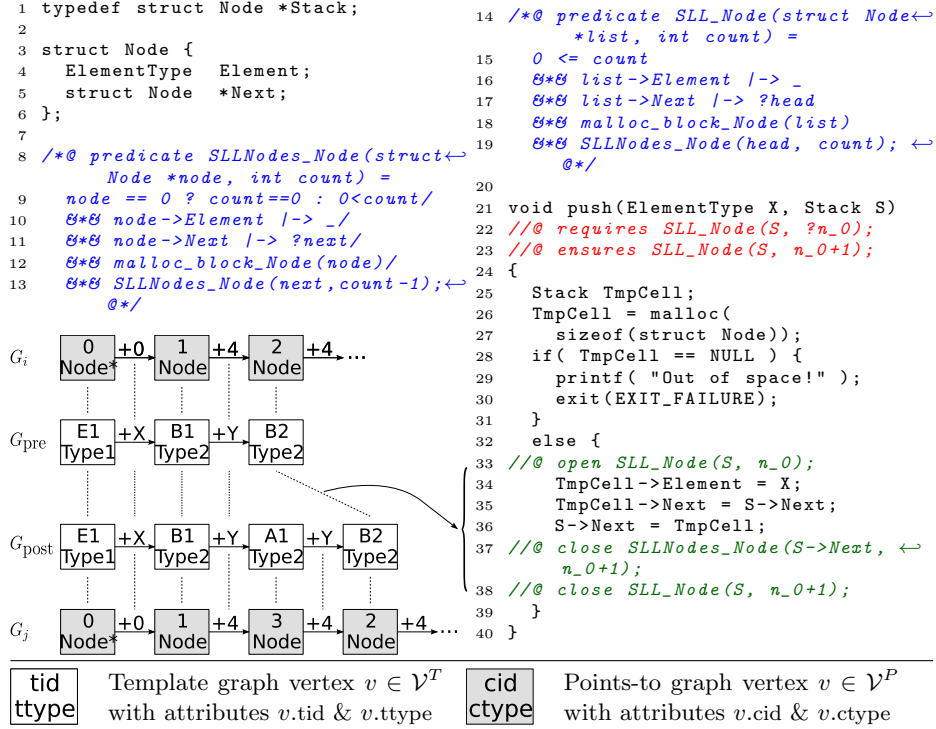 1 typedef struct Node *Stack;
2
3 struct Node {
4 ElementType Element;
5 struct Node *Next;
6 };
7
8 /*@ predicate SLLNodes_Node(struct↩
Node *node, int count) =
9 node == 0 ? count==0 : 0<count/
10 &*& node->Element |-> _/
11 &*& node->Next |-> ?next/
12 &*& malloc_block_Node(node)/
13 &*& SLLNodes_Node(next,count-1);↩
@*/
14 /*@ predicate SLL_Node(struct Node↩
*list, int count) =
15 0 <= count
16 &*& list->Element |-> _
17 &*& list->Next |-> ?head
18 &*& malloc_block_Node(list)
19 &*& SLLNodes_Node(head, count); ↩
@*/
20
21 void push(ElementType X, Stack S)
22 //@ requires SLL_Node(S, ?n_0);
23 //@ ensures SLL_Node(S, n_0+1);
24 {
25 Stack TmpCell;
26 TmpCell = malloc(
27 sizeof(struct Node));
28 if( TmpCell == NULL ) {
29 printf( "Out of space!" );
30 exit(EXIT_FAILURE);
31 }
32 else {
33 //@ open SLL_Node(S, n_0);
34 TmpCell->Element = X;
35 TmpCell->Next = S->Next;
36 S->Next = TmpCell;
37 //@ close SLLNodes_Node(S->Next, ↩
n_0+1);
38 //@ close SLL_Node(S, n_0+1);
39 }
40 }
G_i 0 +0 1 +4 2 +4 ...
Node* Node Node
G_pre E1 +X B1 +Y B2
Type1 Type2 Type2
G_post E1 +X B1 +Y A1 +Y B2
Type1 Type2 Type2 Type2
G_j 0 +0 1 +4 3 +4 2 +4 ...
Node* Node Node Node
tid
ttype
Template graph vertex v ∈ 𝒱^T
with attributes v.tid & v.ttype
cid
ctype
Points-to graph vertex v ∈ 𝒱^P
with attributes v.cid & v.ctype